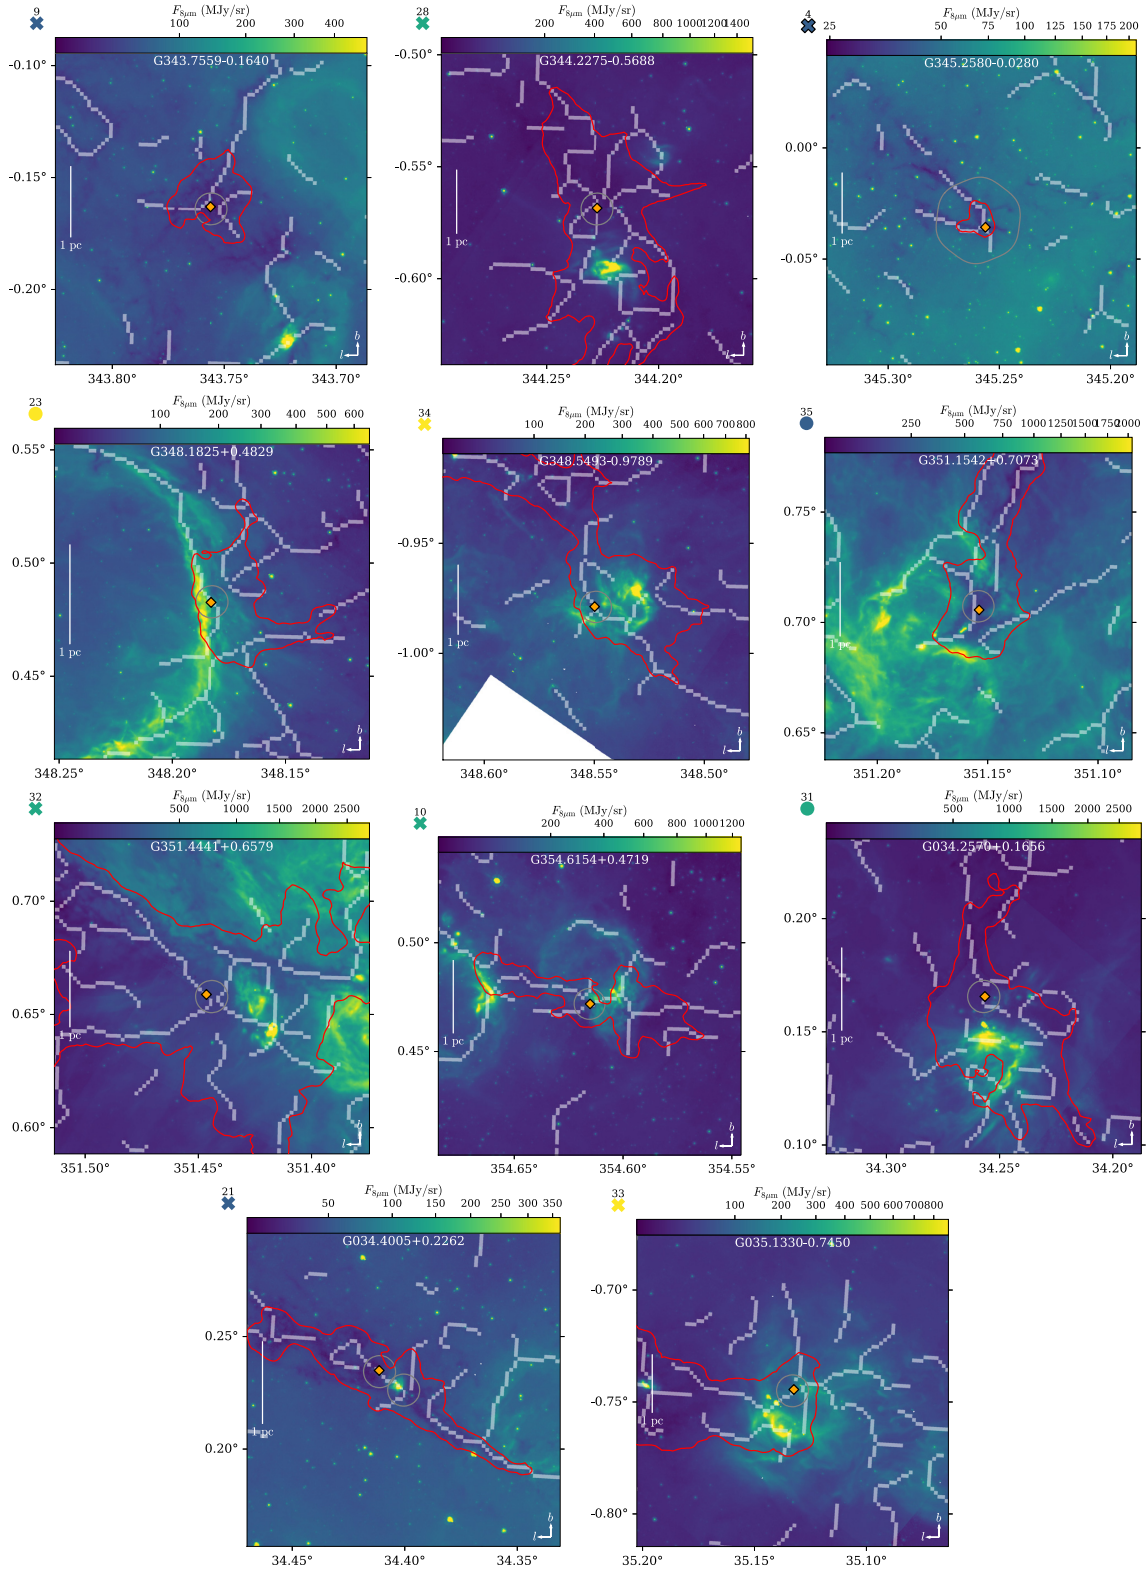 9
F8μm (MJy/sr)
100 200 300 400
G343.7559-0.1640
-0.10°
-0.15°
-0.20°
1 pc
b
l
343.80 343.75 343.70
28
F8μm (MJy/sr)
200 400 600 800 1000 1200 1400
G344.2275-0.5688
-0.50°
-0.55°
-0.60°
1 pc
b
l
344.25° 344.20°
4
F8μm (MJy/sr)
25 50 75 100 125 150 175 200
G345.2580-0.0280
0.00°
-0.05°
1 pc
b
l
345.30° 345.25° 345.20°
23
F8μm (MJy/sr)
100 200 300 400 500 600
G348.1825+0.4829
0.55°
0.50°
0.45°
1 pc
b
l
348.25° 348.20° 348.15°
34
F8μm (MJy/sr)
100 200 300 400 500 600 700 800
G348.5493-0.9789
-0.95°
-1.00°
1 pc
b
l
348.60° 348.55° 348.50°
35
F8μm (MJy/sr)
250 500 750 1000 1250 1500 1750 2000
G351.1542+0.7073
0.75°
0.70°
0.65°
1 pc
b
l
351.20° 351.15° 351.10°
32
F8μm (MJy/sr)
500 1000 1500 2000 2500
G351.4441+0.6579
0.70°
0.65°
0.60°
1 pc
b
l
351.50° 351.45° 351.40°
10
F8μm (MJy/sr)
200 400 600 800 1000 1200
G354.6154+0.4719
0.50°
0.45°
1 pc
b
l
354.65° 354.60° 354.55°
31
F8μm (MJy/sr)
500 1000 1500 2000 2500
G034.2570+0.1656
0.20°
0.15°
0.10°
1 pc
b
l
34.30° 34.25° 34.20°
21
F8μm (MJy/sr)
50 100 150 200 250 300 350
G034.4005+0.2262
0.25°
0.20°
1 pc
b
l
34.45° 34.40° 34.35°
33
F8μm (MJy/sr)
100 200 300 400 500 600 700 800
G035.1330-0.7450
-0.70°
-0.75°
-0.80°
1 pc
b
l
35.20° 35.15° 35.10°